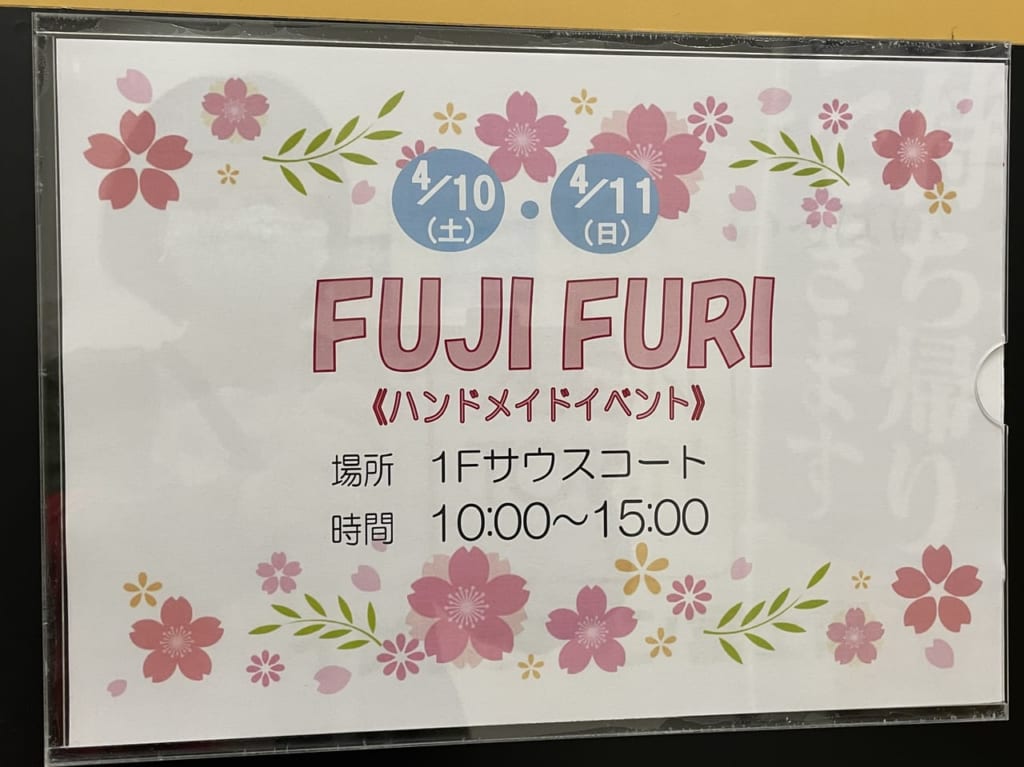 4/10(土)・4/11(日)
FUJI FURI
《ハンドメイドイベント》
場所 1Fサウスコート
時間 10:00～15:00